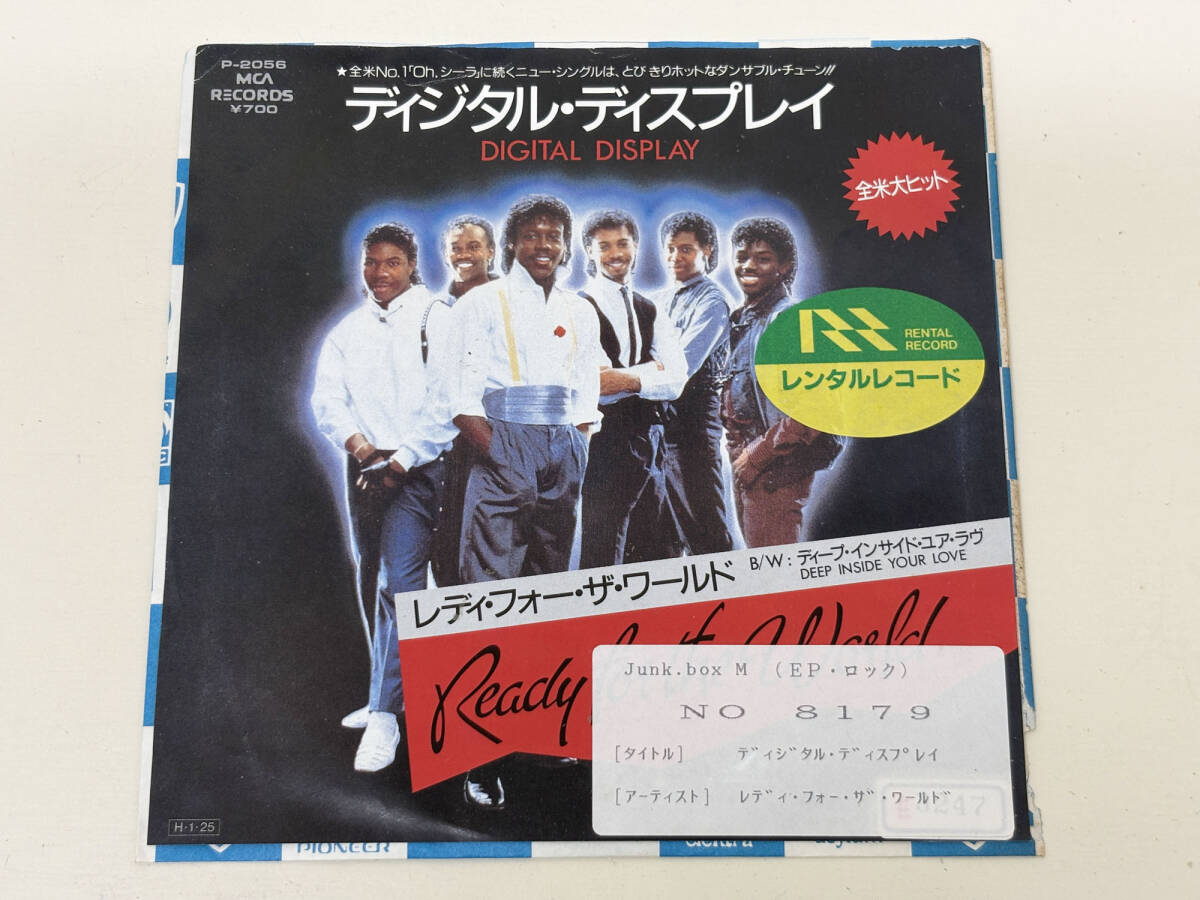 P-2056
MCA
RECORDS
¥700
★全米No.1「Oh,シーラ」に続くニュー・シングルは、とびきりホットなダンサブル・チューン!!
ディジタル・ディスプレイ
DIGITAL DISPLAY
全米大ヒット
RENTAL
RECORD
レンタルレコード
レディ・フォー・ザ・ワールド
B/W:ディープ・インサイド・ユア・ラヴ
DEEP INSIDE YOUR LOVE
Ready World
Junk.box M (EP・ロック)
NO 8179
[タイトル] ディジタル・ディスプレイ
[アーティスト] レディ・フォー・ザ・ワールド
247
H・1・25
PIONEER